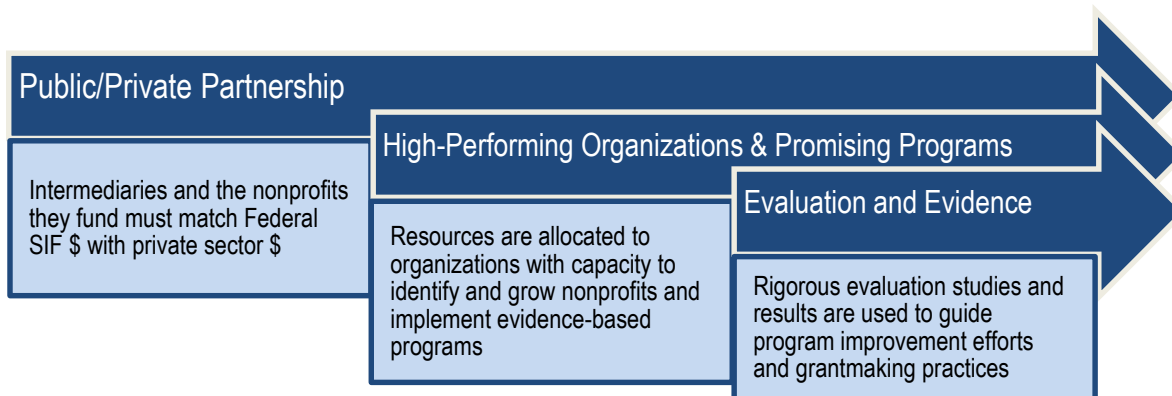 Public/Private Partnership
Intermediaries and the nonprofits
they fund must match Federal
SIF $ with private sector $
High-Performing Organizations & Promising Programs
Resources are allocated to
organizations with capacity to
identify and grow nonprofits and
implement evidence-based
programs
Evaluation and Evidence
Rigorous evaluation studies and
results are used to guide
program improvement efforts
and grantmaking practices